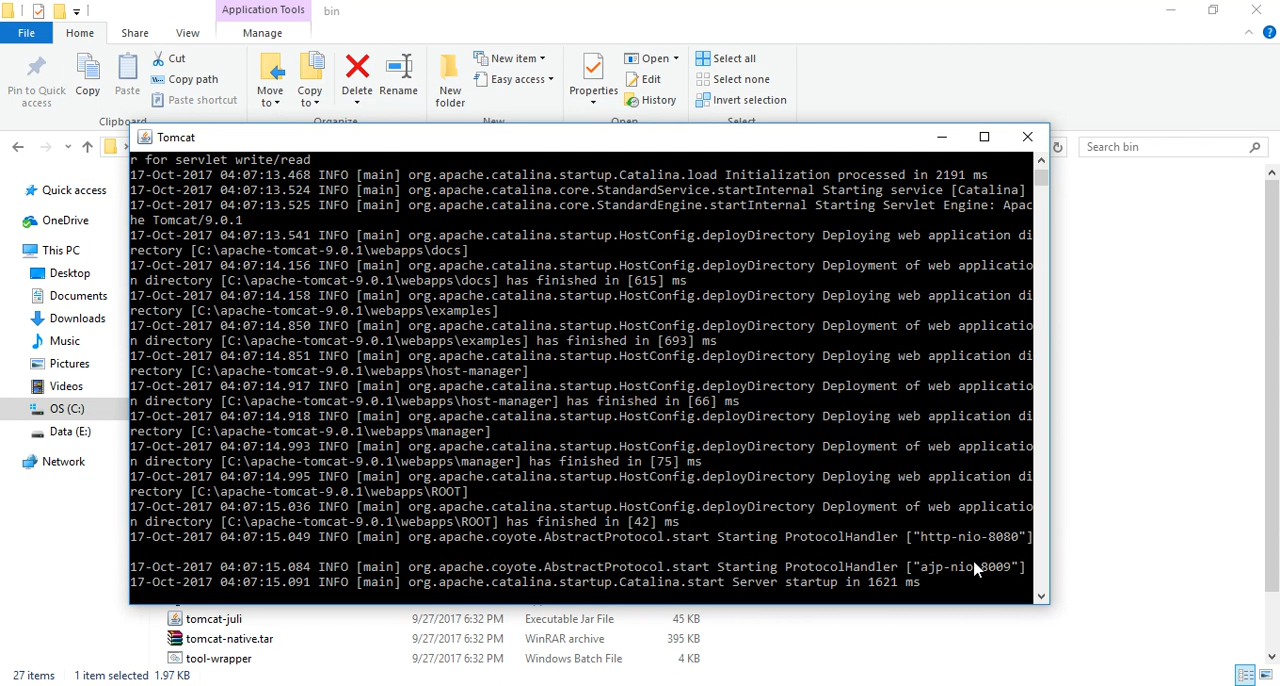 Application Tools
bin
File
Home
Share
View
Manage
Pin to Quick access
Copy
Paste
Cut
Copy path
Paste shortcut
Move to
Copy to
Delete
Rename
New folder
New item
Easy access
Properties
Open
Edit
History
Select all
Select none
Invert selection
Clipboard
Organize
New
Open
Select
Search bin
Quick access
OneDrive
This PC
Desktop
Documents
Downloads
Music
Pictures
Videos
OS (C:)
Data (E:)
Network
Tomcat
r for servlet write/read
17-Oct-2017 04:07:13.468 INFO [main] org.apache.catalina.startup.Catalina.load Initialization processed in 2191 ms
17-Oct-2017 04:07:13.524 INFO [main] org.apache.catalina.core.StandardService.startInternal Starting service [Catalina]
17-Oct-2017 04:07:13.525 INFO [main] org.apache.catalina.core.StandardEngine.startInternal Starting Servlet Engine: Apac
he Tomcat/9.0.1
17-Oct-2017 04:07:13.541 INFO [main] org.apache.catalina.startup.HostConfig.deployDirectory Deploying web application di
rectory [C:\apache-tomcat-9.0.1\webapps\docs]
17-Oct-2017 04:07:14.156 INFO [main] org.apache.catalina.startup.HostConfig.deployDirectory Deployment of web applicatio
n directory [C:\apache-tomcat-9.0.1\webapps\docs] has finished in [615] ms
17-Oct-2017 04:07:14.158 INFO [main] org.apache.catalina.startup.HostConfig.deployDirectory Deploying web application di
rectory [C:\apache-tomcat-9.0.1\webapps\examples]
17-Oct-2017 04:07:14.850 INFO [main] org.apache.catalina.startup.HostConfig.deployDirectory Deployment of web applicatio
n directory [C:\apache-tomcat-9.0.1\webapps\examples] has finished in [693] ms
17-Oct-2017 04:07:14.851 INFO [main] org.apache.catalina.startup.HostConfig.deployDirectory Deploying web application di
rectory [C:\apache-tomcat-9.0.1\webapps\host-manager]
17-Oct-2017 04:07:14.917 INFO [main] org.apache.catalina.startup.HostConfig.deployDirectory Deployment of web applicatio
n directory [C:\apache-tomcat-9.0.1\webapps\host-manager] has finished in [66] ms
17-Oct-2017 04:07:14.918 INFO [main] org.apache.catalina.startup.HostConfig.deployDirectory Deploying web application di
rectory [C:\apache-tomcat-9.0.1\webapps\manager]
17-Oct-2017 04:07:14.993 INFO [main] org.apache.catalina.startup.HostConfig.deployDirectory Deployment of web applicatio
n directory [C:\apache-tomcat-9.0.1\webapps\manager] has finished in [75] ms
17-Oct-2017 04:07:14.995 INFO [main] org.apache.catalina.startup.HostConfig.deployDirectory Deploying web application di
rectory [C:\apache-tomcat-9.0.1\webapps\ROOT]
17-Oct-2017 04:07:15.036 INFO [main] org.apache.catalina.startup.HostConfig.deployDirectory Deployment of web applicatio
n directory [C:\apache-tomcat-9.0.1\webapps\ROOT] has finished in [42] ms
17-Oct-2017 04:07:15.049 INFO [main] org.apache.coyote.AbstractProtocol.start Starting ProtocolHandler ["http-nio-8080"]
17-Oct-2017 04:07:15.084 INFO [main] org.apache.coyote.AbstractProtocol.start Starting ProtocolHandler ["ajp-nio-8009"]
17-Oct-2017 04:07:15.091 INFO [main] org.apache.catalina.startup.Catalina.start Server startup in 1621 ms
tomcat-juli 9/27/2017 6:32 PM Executable Jar File 45 KB
tomcat-native.tar 9/27/2017 6:32 PM WinRAR archive 395 KB
tool-wrapper 9/27/2017 6:32 PM Windows Batch File 4 KB
27 items 1 item selected 1.97 KB